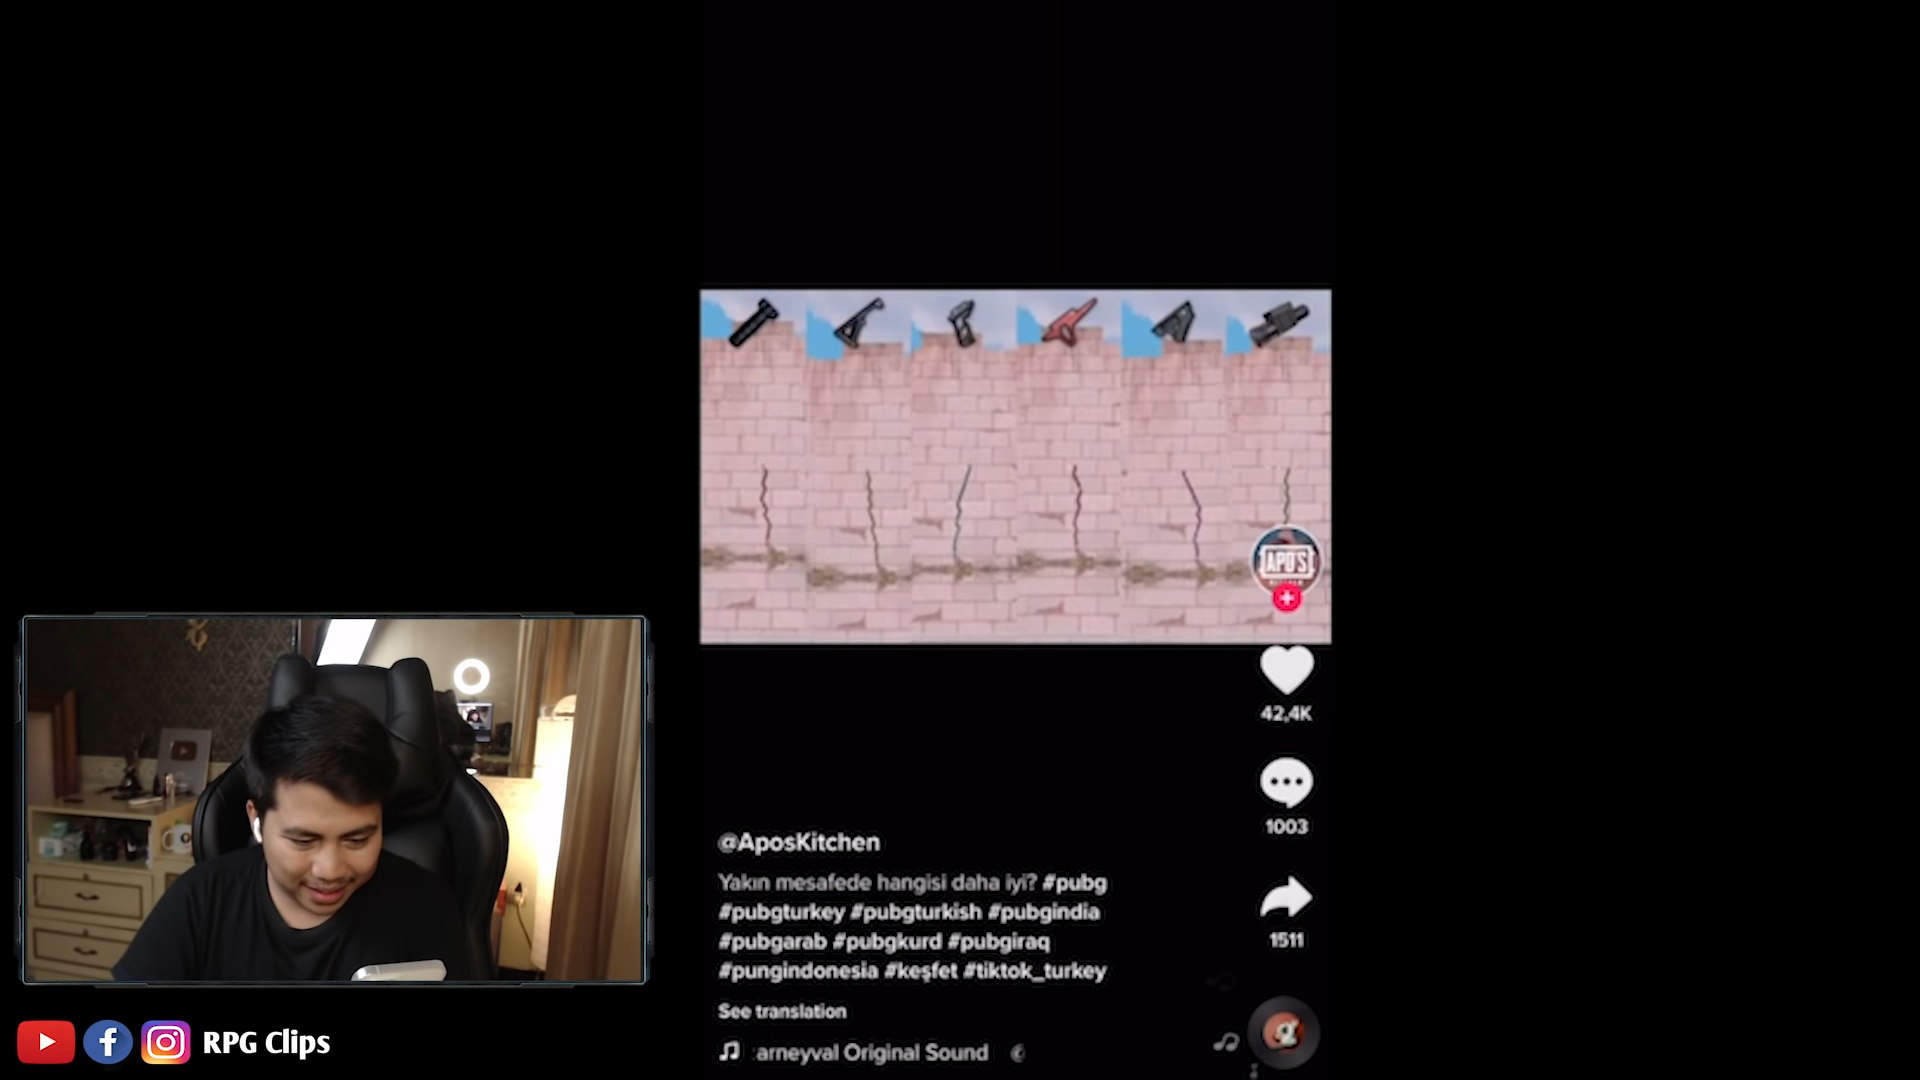 APO'S
42,4K
1003
@AposKitchen
Yakın mesafede hangisi daha iyi? #pubg
#pubgturkey #pubgturkish #pubgindia
#pubgarab #pubgkurd #pubgiraq
#pungindonesia #keşfet #tiktok_turkey
1511
See translation
arneyval Original Sound
RPG Clips